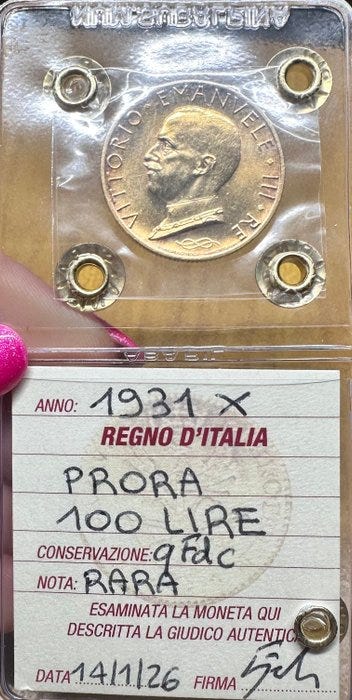 VITTORIO EMANVELE III RE
ANNO: 1931 X
REGNO D'ITALIA
PRORA
100 LIRE
CONSERVAZIONE: qFdc
NOTA: RARA
ESAMINATA LA MONETA QUI
DESCRITTA LA GIUDICO AUTENTIC
DATA 14/1/26 FIRMA